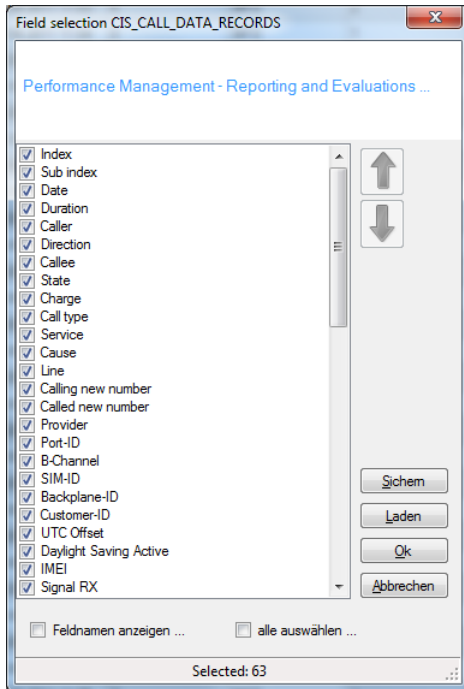 Field selection CIS_CALL_DATA_RECORDS
Performance Management - Reporting and Evaluations ...
Index
Sub index
Date
Duration
Caller
Direction
Callee
State
Charge
Call type
Service
Cause
Line
Calling new number
Called new number
Provider
Port-ID
B-Channel
SIM-ID
Backplane-ID
Customer-ID
UTC Offset
Daylight Saving Active
IMEI
Signal RX
Sichern
Laden
Ok
Abbrechen
Feldnamen anzeigen ...
alle auswählen ...
Selected: 63